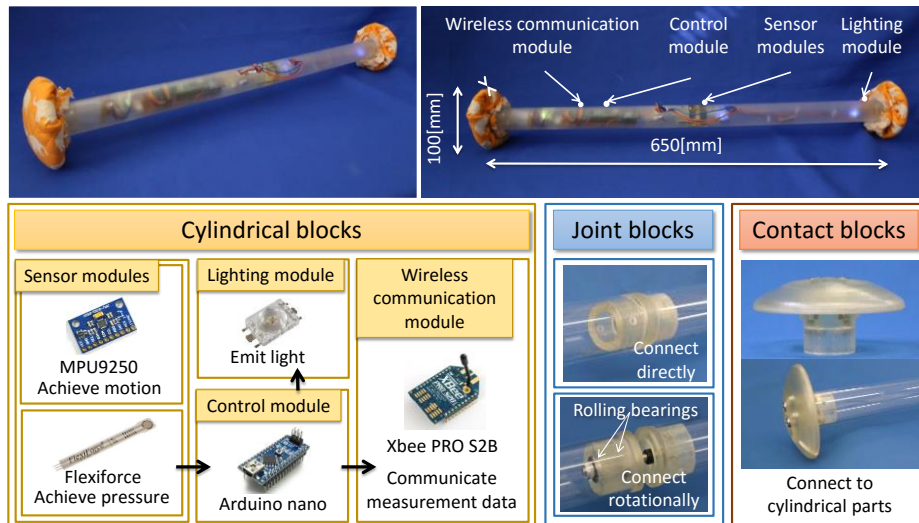 Wireless communication
module
Control
module
Sensor
modules
Lighting
module
100[mm]
650[mm]
Cylindrical blocks
Sensor modules
MPU9250
Achieve motion
Flexiforce
Achieve pressure
Lighting module
Emit light
Control module
Arduino nano
Wireless
communication
module
XBee
Xbee PRO S2B
Communicate
measurement data
Joint blocks
Connect
directly
Rolling bearings
Connect
rotationally
Contact blocks
Connect to
cylindrical parts